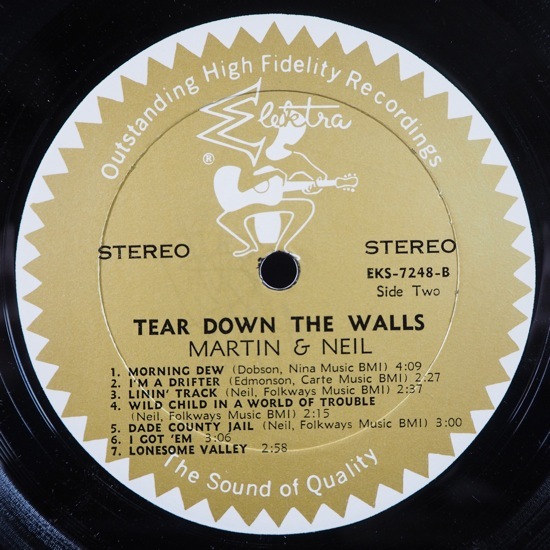 Outstanding High Fidelity Recordings
Elektra
®
STEREO STEREO
EKS-7248-B
Side Two
TEAR DOWN THE WALLS
MARTIN & NEIL
1. MORNING DEW (Dobson, Nina Music BMI) 4:09
2. I'M A DRIFTER (Edmonson, Carte Music BMI) 2:27
3. LININ' TRACK (Neil, Folkways Music BMI) 2:37
4. WILD CHILD IN A WORLD OF TROUBLE
(Neil, Folkways Music BMI) 2:15
5. DADE COUNTY JAIL (Neil, Folkways Music BMI) 3:00
6. I GOT 'EM 3:06
7. LONESOME VALLEY 2:58
The Sound of Quality